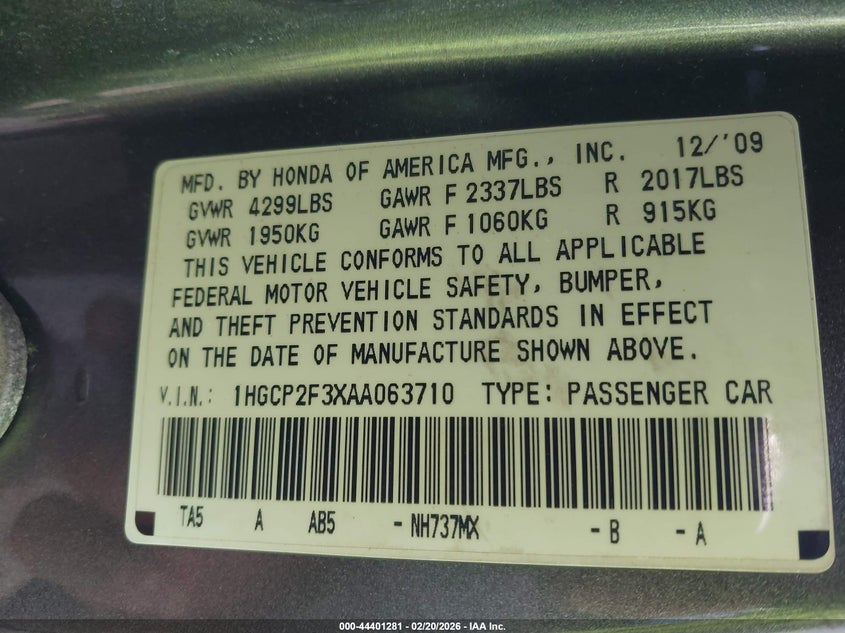 MFD. BY HONDA OF AMERICA MFG., INC. 12/'09
GVWR 4299LBS GAWR F 2337LBS R 2017LBS
GVWR 1950KG GAWR F 1060KG R 915KG
THIS VEHICLE CONFORMS TO ALL APPLICABLE
FEDERAL MOTOR VEHICLE SAFETY, BUMPER,
AND THEFT PREVENTION STANDARDS IN EFFECT
ON THE DATE OF MANUFACTURE SHOWN ABOVE.
V.I.N.: 1HGCP2F3XAA063710 TYPE: PASSENGER CAR
TA5 A AB5 - NH737MX - B - A
000-44401281 - 02/20/2026 - IAA Inc.